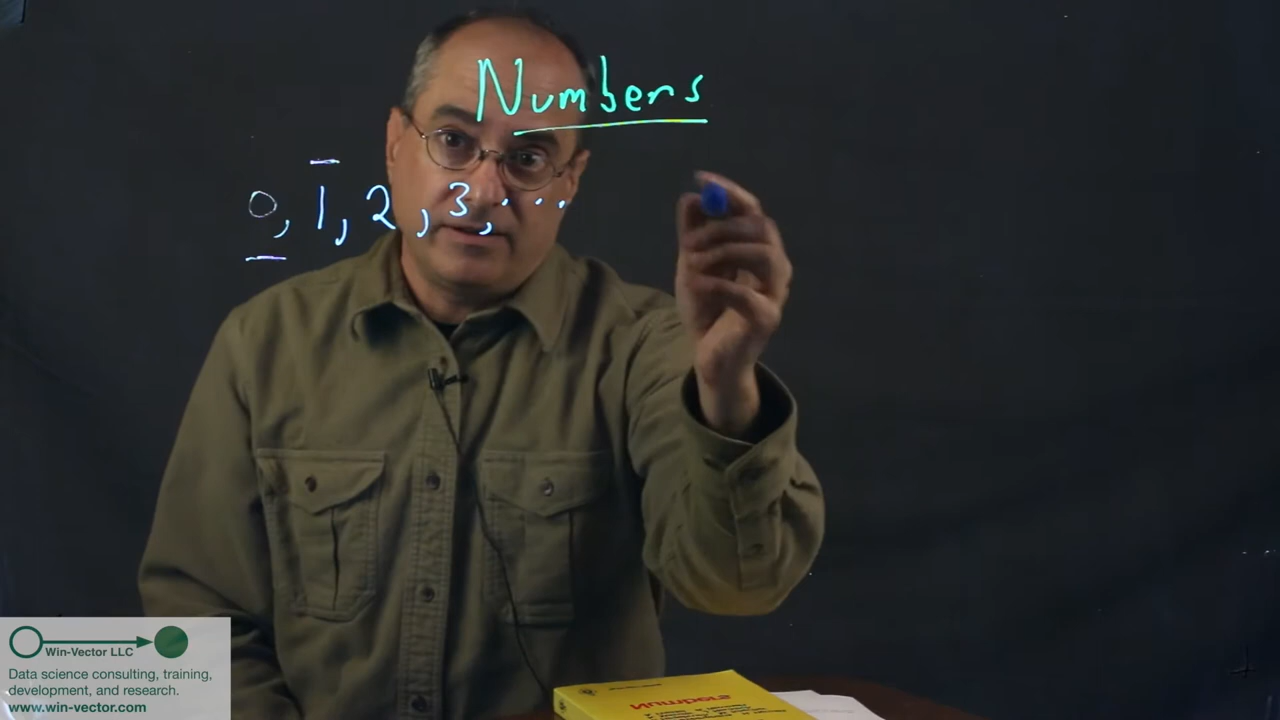 Numbers
0, 1, 2, 3, ...
Win-Vector LLC
Data science consulting, training,
development, and research.
www.win-vector.com
Numbers